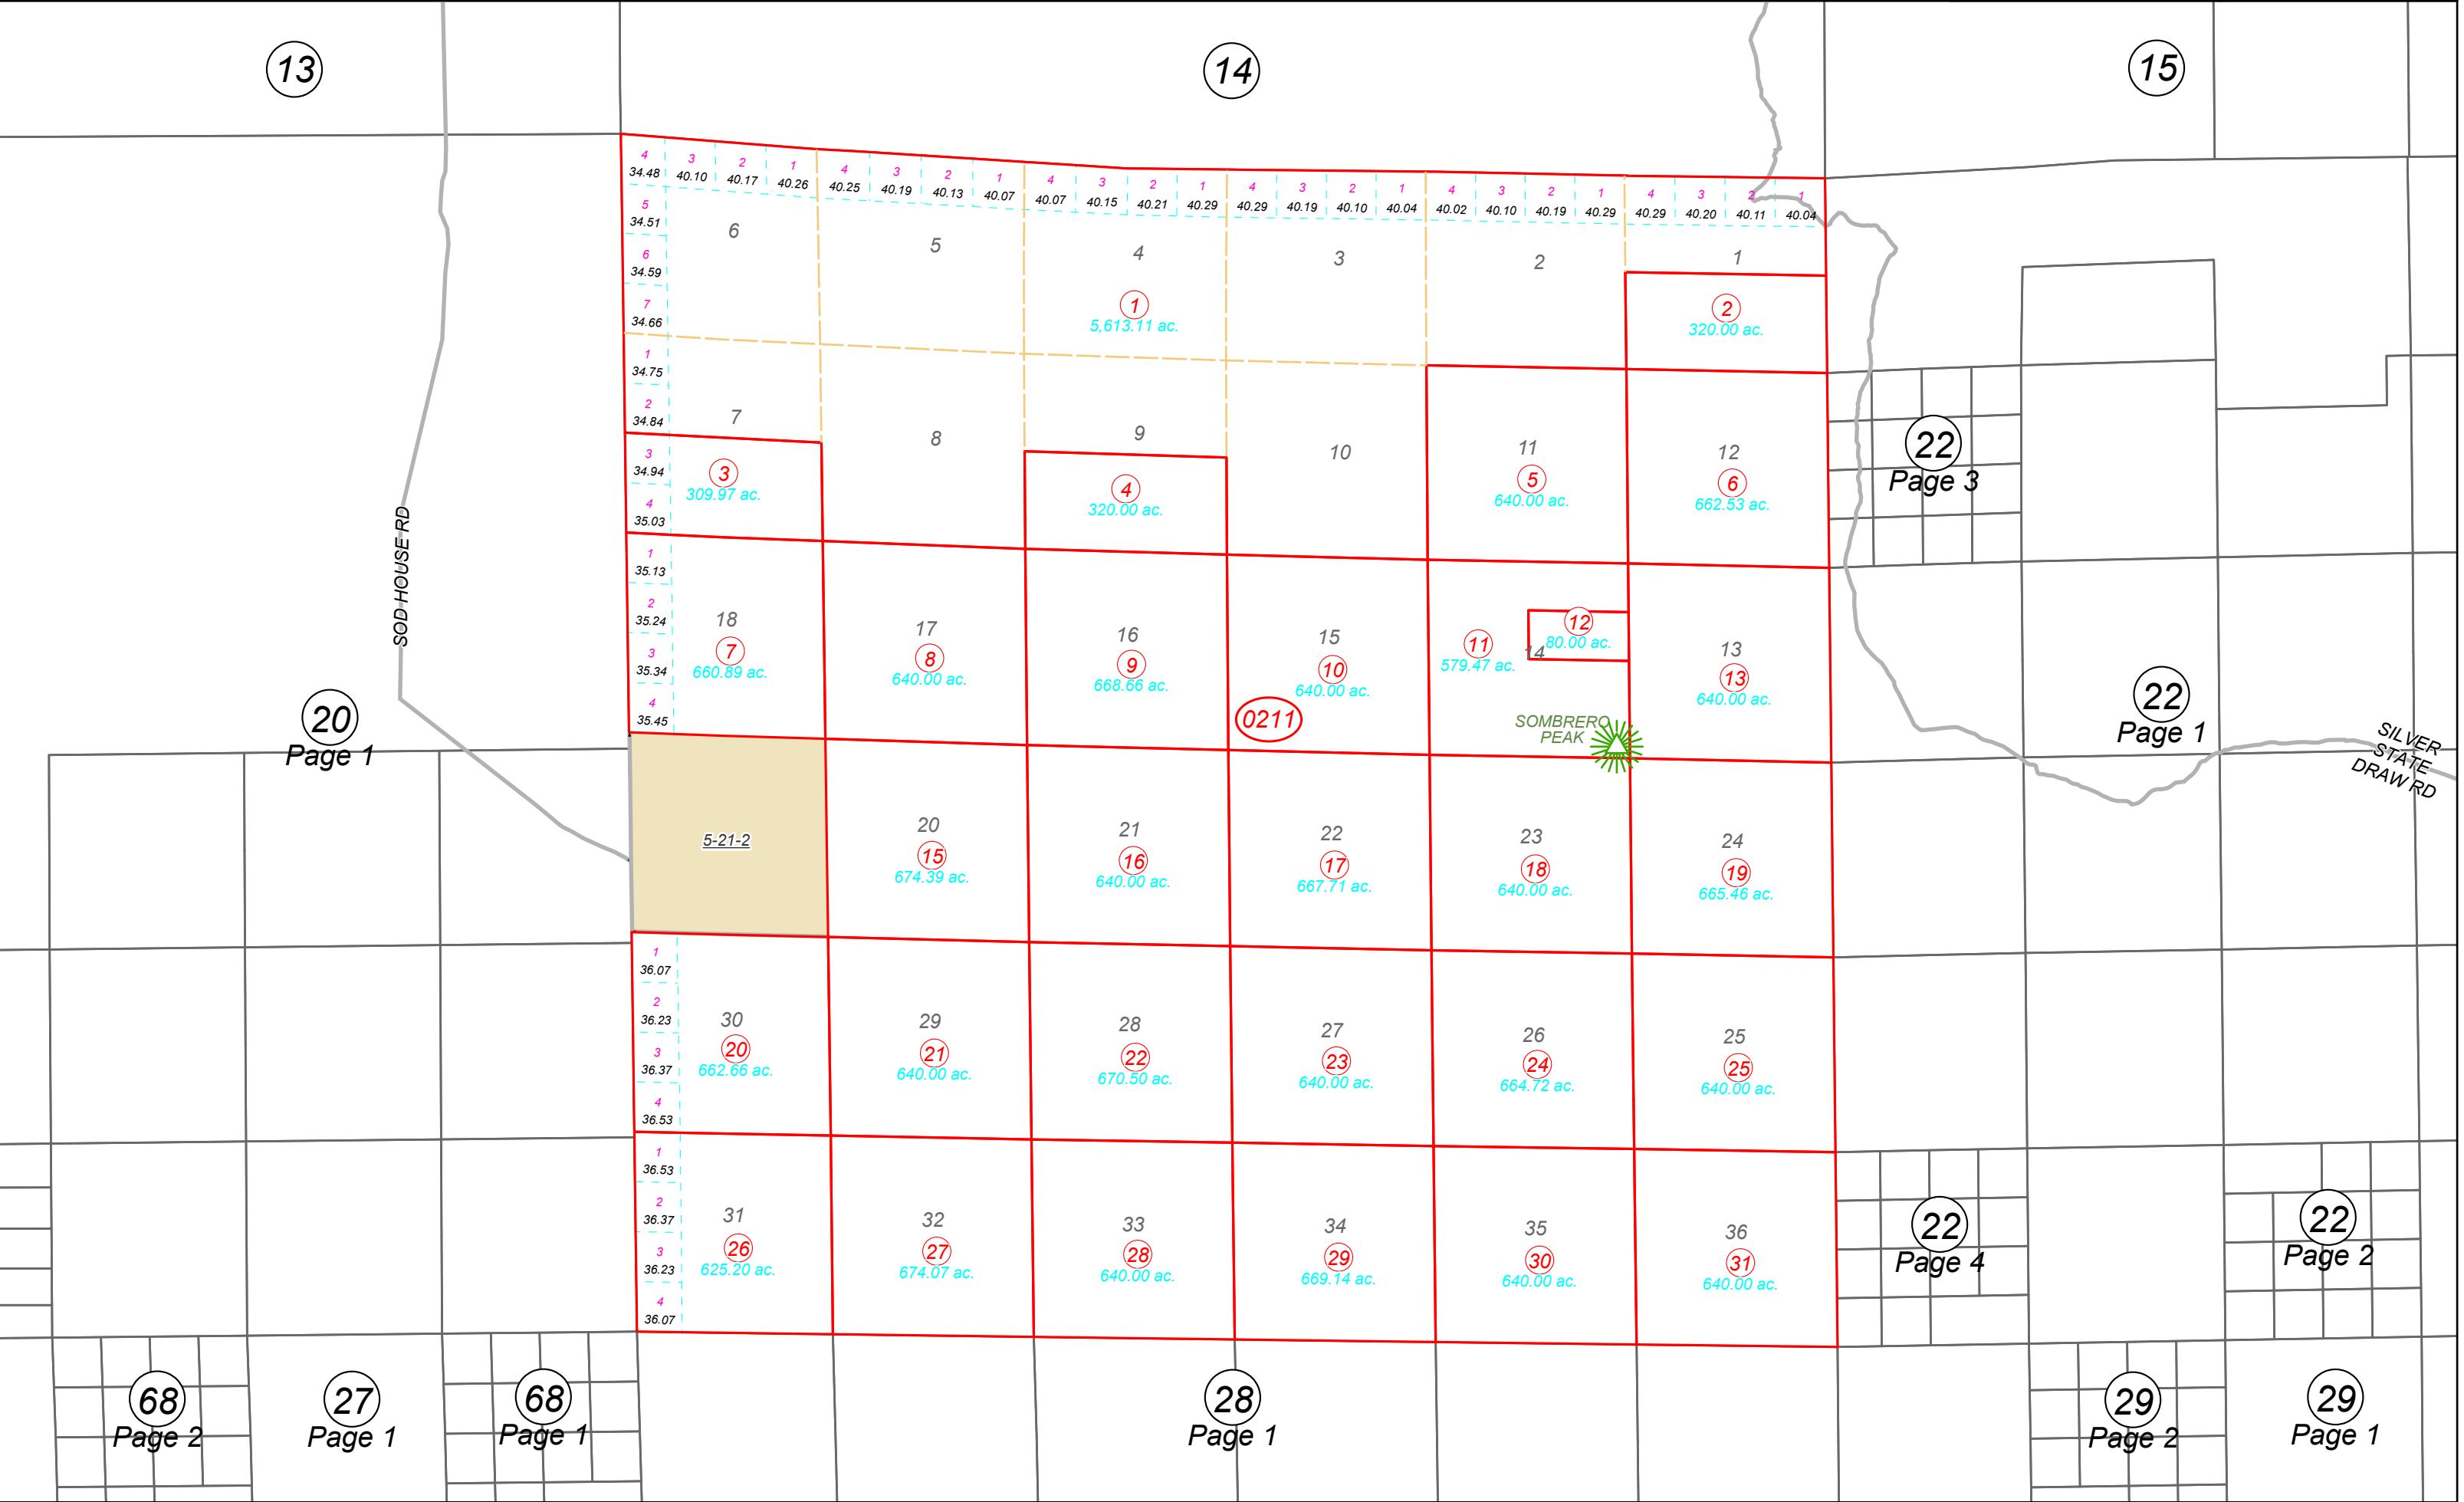 13
14
15
4 3 2 1 4 3 2 1 4 3 2 1 4 3 2 1 4 3 2 1 4 3 2 1
34.48 40.10 40.17 40.26 40.25 40.19 40.13 40.07 40.07 40.15 40.21 40.29 40.29 40.19 40.10 40.04 40.02 40.10 40.19 40.29 40.29 40.20 40.11 40.04
5
34.51
6
34.59
7
34.66
6 5 4 3 2 1
1
5,613.11 ac.
2
320.00 ac.
1
34.75
2
34.84
3
34.94
4
35.03
7
3
309.97 ac.
8
9
4
320.00 ac.
10
11
5
640.00 ac.
12
6
662.53 ac.
22
Page 3
SOD HOUSE RD
1
35.13
2
35.24
3
35.34
4
35.45
18
7
660.89 ac.
17
8
640.00 ac.
16
9
668.66 ac.
15
10
640.00 ac.
0211
14
11
579.47 ac.
12
80.00 ac.
13
13
640.00 ac.
SOMBRERO
PEAK
20
Page 1
22
Page 1
SILVER
STATE
DRAW RD
5-21-2
20
15
674.39 ac.
21
16
640.00 ac.
22
17
667.71 ac.
23
18
640.00 ac.
24
19
665.46 ac.
1
36.07
2
36.23
3
36.37
4
36.53
30
20
662.66 ac.
29
21
640.00 ac.
28
22
670.50 ac.
27
23
640.00 ac.
26
24
664.72 ac.
25
25
640.00 ac.
1
36.53
2
36.37
3
36.23
4
36.07
31
26
625.20 ac.
32
27
674.07 ac.
33
28
640.00 ac.
34
29
669.14 ac.
35
30
640.00 ac.
36
31
640.00 ac.
22
Page 4
22
Page 2
68
Page 2
27
Page 1
68
Page 1
28
Page 1
29
Page 2
29
Page 1